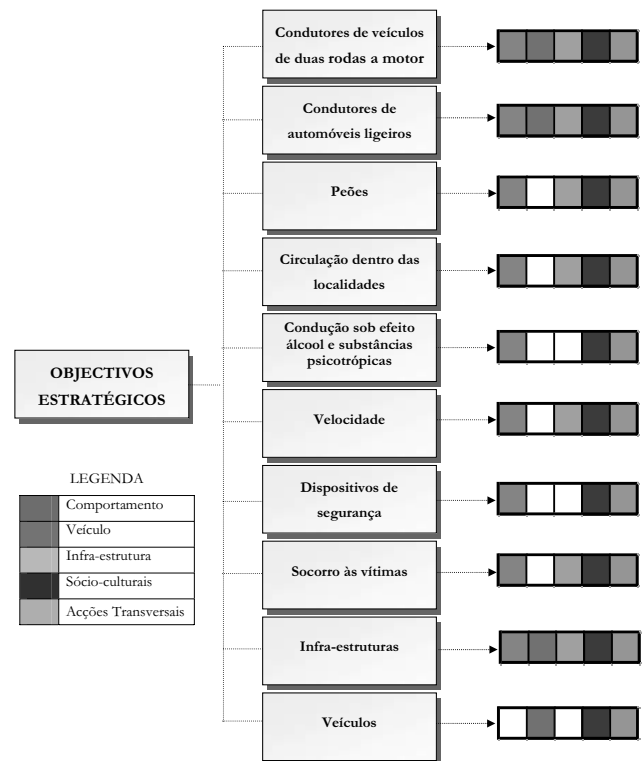 Condutores de veículos
de duas rodas a motor
Condutores de
automóveis ligeiros
Peões
Circulação dentro das
localidades
Condução sob efeito
álcool e substâncias
psicotrópicas
OBJECTIVOS
ESTRATÉGICOS
Velocidade
LEGENDA
Comportamento
Veículo
Infra-estrutura
Sócio-culturais
Acções Transversais
Dispositivos de
segurança
Socorro às vítimas
Infra-estruturas
Veículos